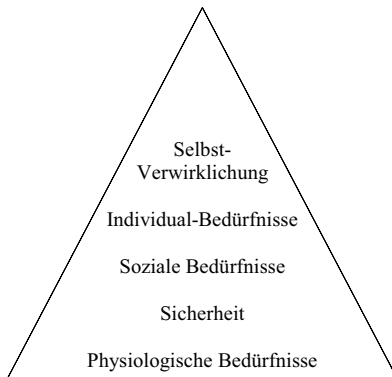 Selbst-
Verwirklichung
Individual-Bedürfnisse
Soziale Bedürfnisse
Sicherheit
Physiologische Bedürfnisse